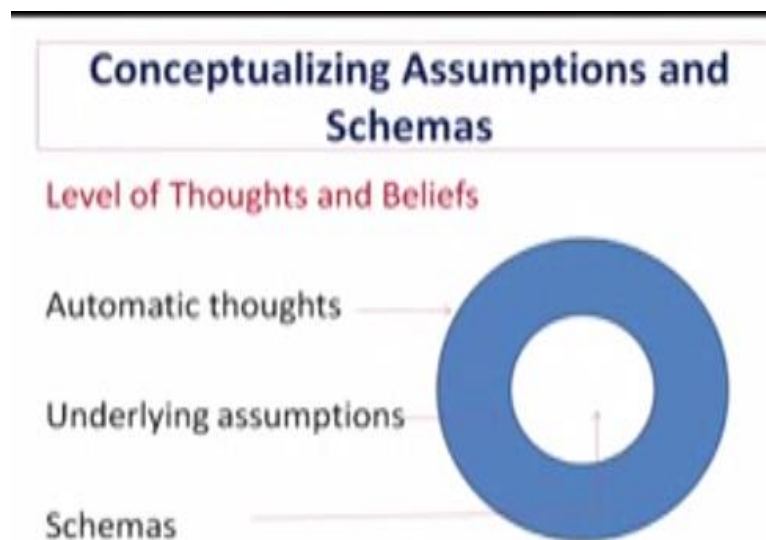 Conceptualizing Assumptions and
Schemas
Level of Thoughts and Beliefs
Automatic thoughts
Underlying assumptions
Schemas